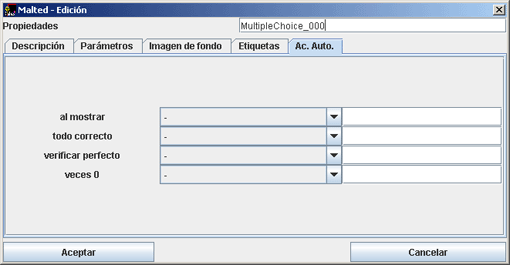 Malted - Edición
Propiedades MultipleChoice_000
Descripción Parámetros Imagen de fondo Etiquetas Ac. Auto.
al mostrar -
todo correcto -
verificar perfecto -
veces 0 -
Aceptar Cancelar